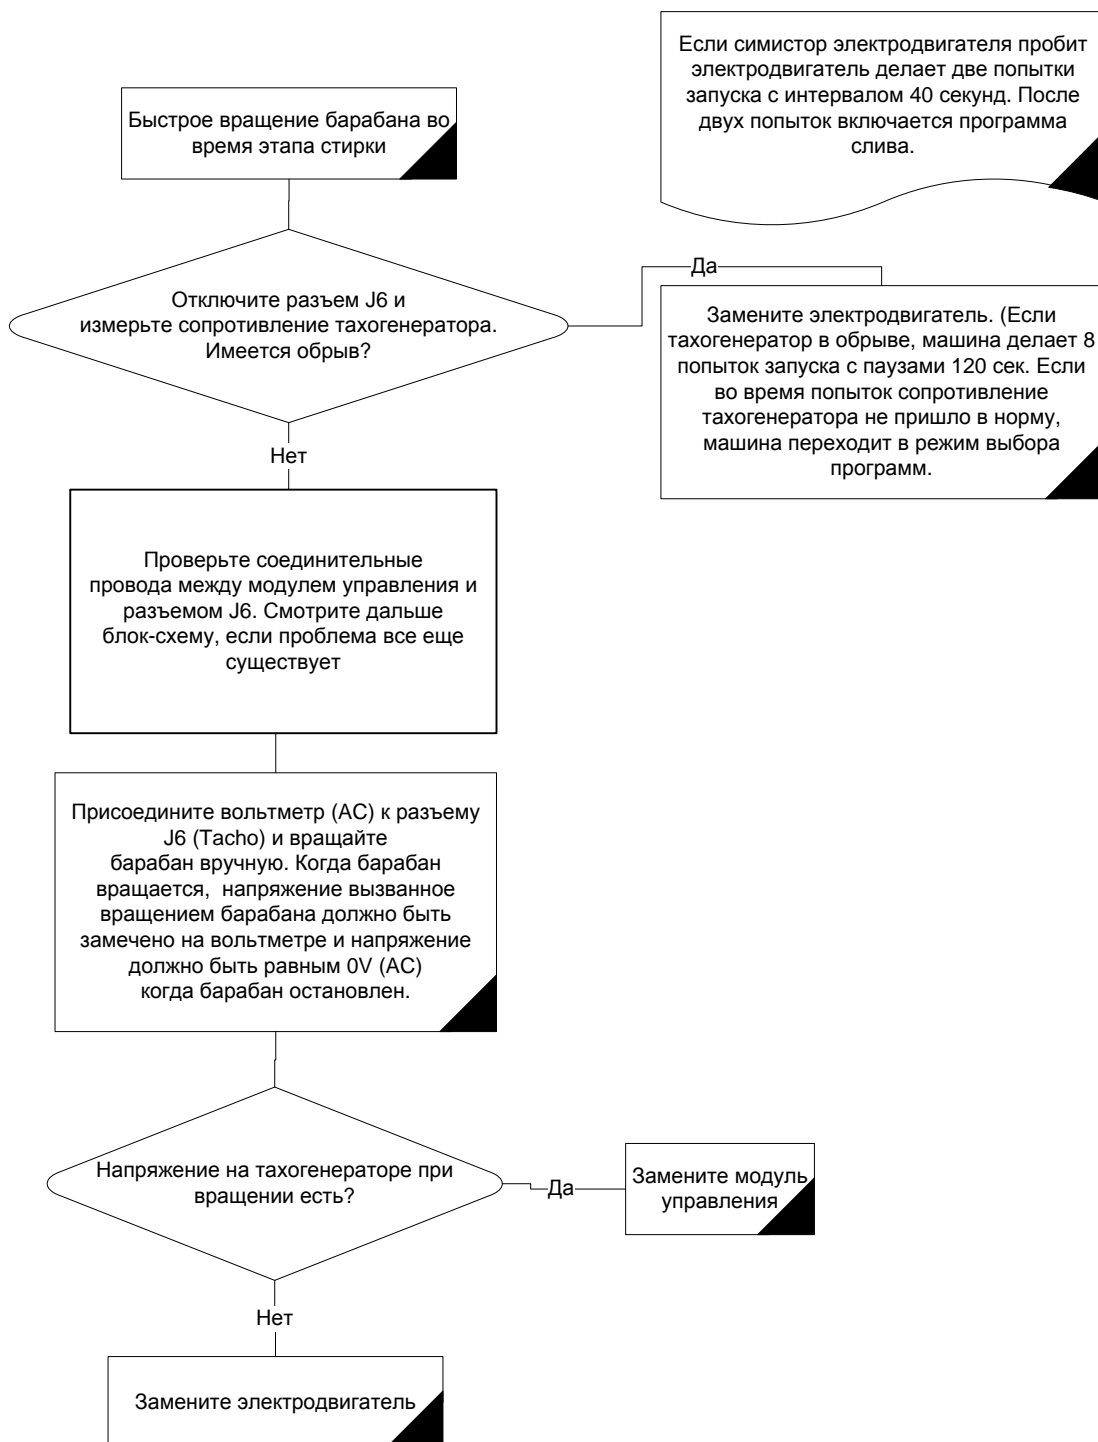 Если симистор электродвигателя пробит
электродвигатель делает две попытки
запуска с интервалом 40 секунд. После
двух попыток включается программа
слива.
Быстрое вращение барабана во
время этапа стирки
Отключите разъем J6 и
измерьте сопротивление тахогенератора.
Имеется обрыв?
Да
Замените электродвигатель. (Если
тахогенератор в обрыве, машина делает 8
попыток запуска с паузами 120 сек. Если
во время попыток сопротивление
тахогенератора не пришло в норму,
машина переходит в режим выбора
программ.
Нет
Проверьте соединительные
провода между модулем управления и
разъемом J6. Смотрите дальше
блок-схему, если проблема все еще
существует
Присоедините вольтметр (AC) к разъему
J6 (Tacho) и вращайте
барабан вручную. Когда барабан
вращается, напряжение вызванное
вращением барабана должно быть
замечено на вольтметре и напряжение
должно быть равным 0V (AC)
когда барабан остановлен.
Напряжение на тахогенераторе при
вращении есть?
Да
Замените модуль
управления
Нет
Замените электродвигатель